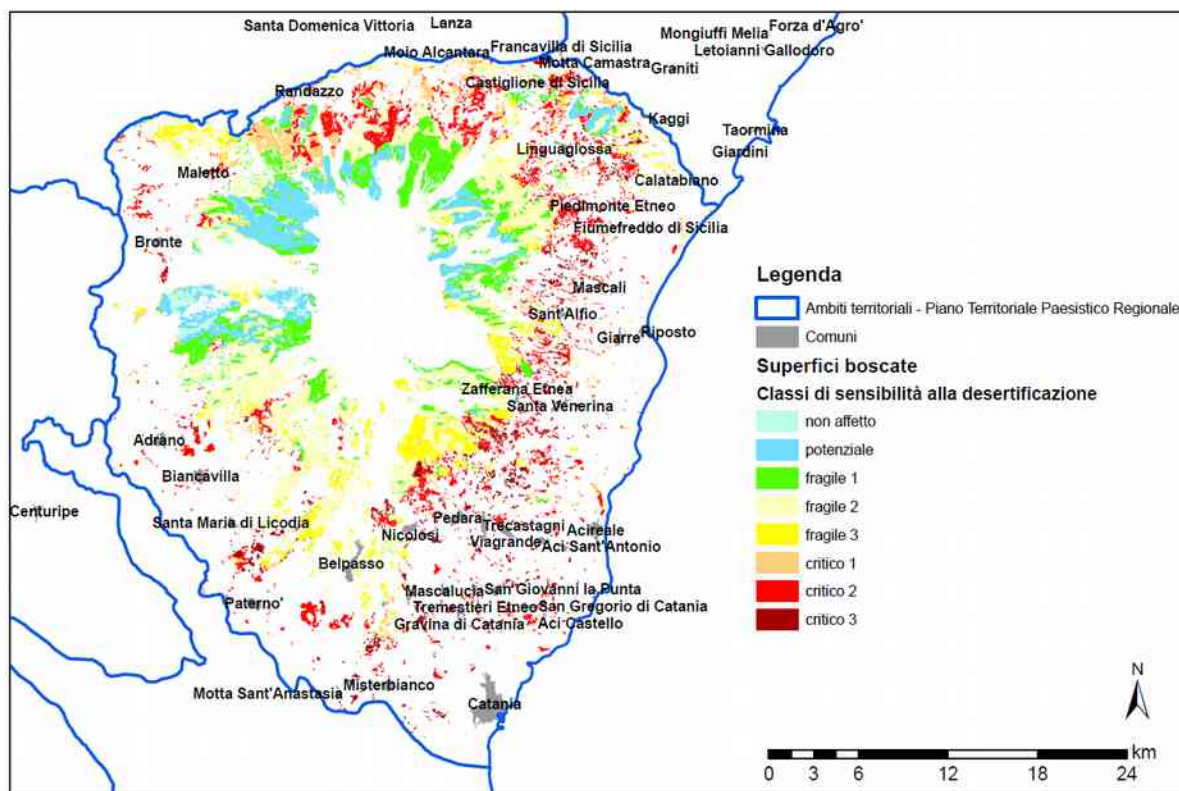 Santa Domenica Vittoria
Lanza
Forza d'Agro'
Mongiuffi Melia
Moio Alcantara
Francavilla di Sicilia
Letoianni
Gallodoro
Motta Camastra
Graniti
Randazzo
Castiglione di Sicilia
Kaggi
Taormina
Linguaglossa
Giardini
Maletto
Calatabiano
Piedimonte Etneo
Fiumefreddo di Sicilia
Bronte
Mascali
Sant'Alfio
Giarre
Riposto
Zafferana Etnea
Santa Venerina
Adrano
Biancavilla
Centuripe
Santa Maria di Licodia
Pedara
Trecastagni
Acireale
Nicolosi
Viagrande
Aci Sant'Antonio
Belpasso
Mascalucia
San Giovanni la Punta
Paterno'
Tremestieri Etneo
San Gregorio di Catania
Gravina di Catania
Aci Castello
Motta Sant'Anastasia
Misterbianco
Catania
Legenda
Ambiti territoriali - Piano Territoriale Paesistico Regionale
Comuni
Superfici boscate
Classi di sensibilità alla desertificazione
non affetto
potenziale
fragile 1
fragile 2
fragile 3
critico 1
critico 2
critico 3
N
km
0 3 6 12 18 24